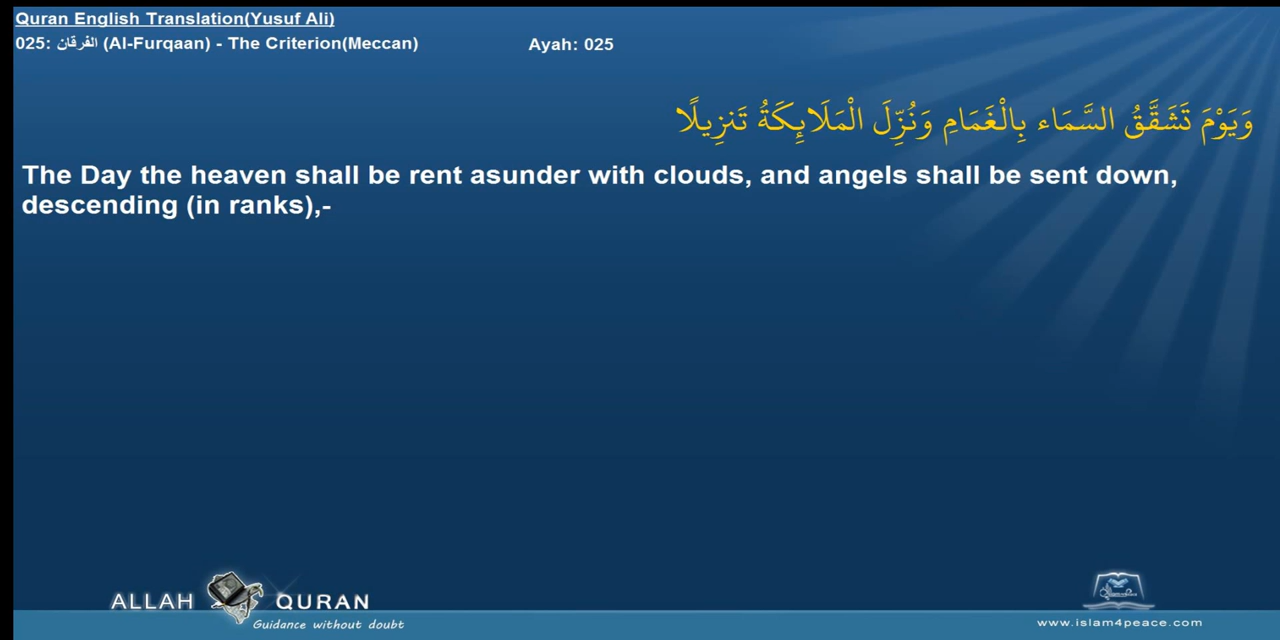 Quran English Translation(Yusuf Ali)
025: الفرقان (Al-Furqaan) - The Criterion(Meccan) Ayah: 025
وَيَوْمَ تَشَقَّقُ السَّمَاء بِالْغَمَامِ وَنُزِّلَ الْمَلَائِكَةُ تَنزِيلًا
The Day the heaven shall be rent asunder with clouds, and angels shall be sent down,
descending (in ranks),-
ALLAH QURAN
Guidance without doubt
www.islam4peace.com